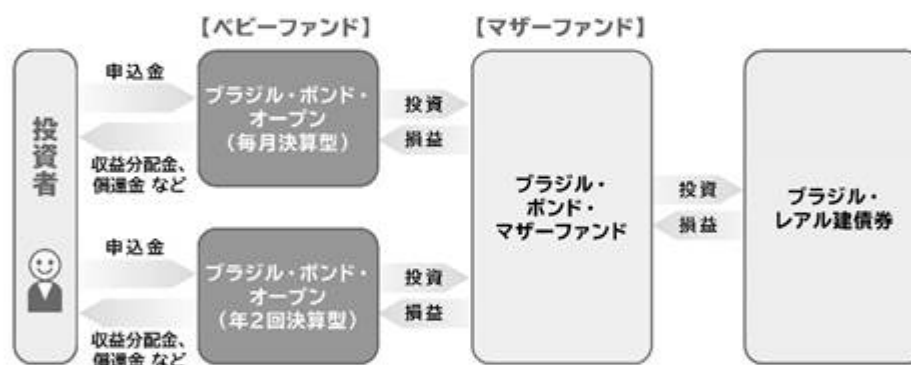 【ベビーファンド】
【マザーファンド】
投資者
申込金
収益分配金、
償還金 など
ブラジル・ボンド・
オープン
（毎月決算型）
投資
損益
申込金
収益分配金、
償還金 など
ブラジル・ボンド・
オープン
（年2回決算型）
投資
損益
ブラジル・
ボンド・
マザーファンド
投資
損益
ブラジル・
レアル建債券